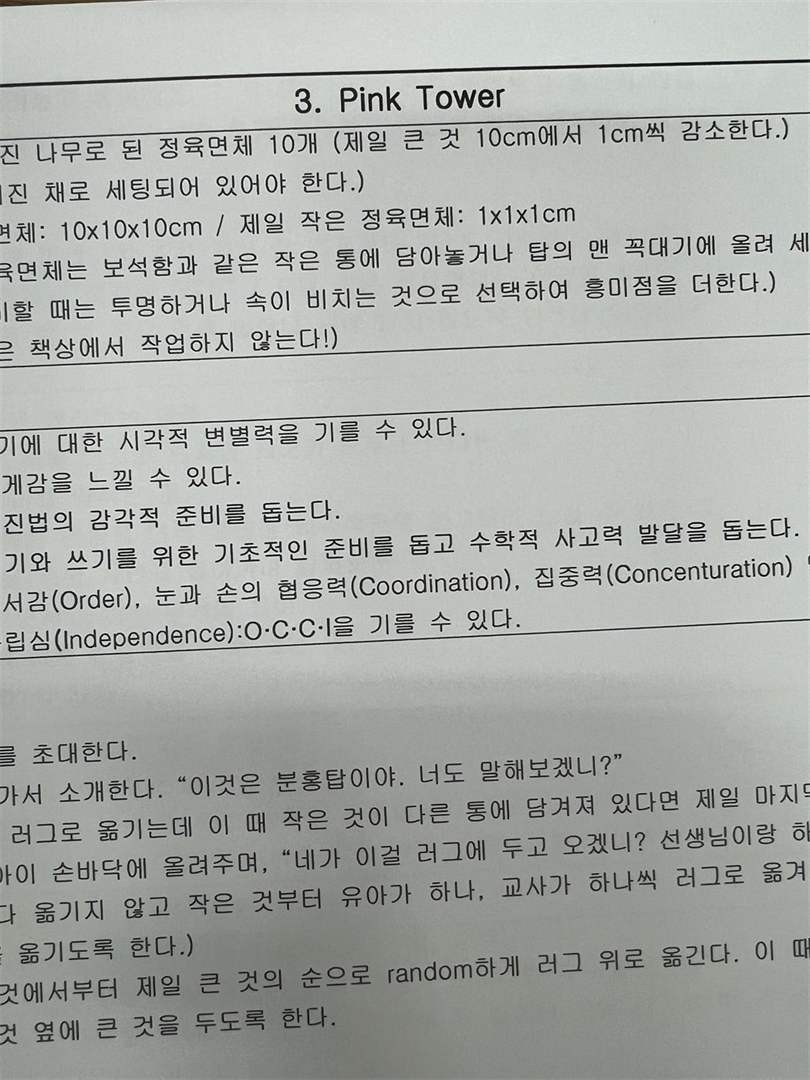 3. Pink Tower
진 나무로 된 정육면체 10개 (제일 큰 것 10cm에서 1cm씩 감소한다.)
진 채로 세팅되어 있어야 한다.)
면체: 10x10x10cm / 제일 작은 정육면체: 1x1x1cm
육면체는 보석함과 같은 작은 통에 담아놓거나 탑의 맨 꼭대기에 올려 세
할 때는 투명하거나 속이 비치는 것으로 선택하여 흥미점을 더한다.)
은 책상에서 작업하지 않는다!)
기에 대한 시각적 변별력을 기를 수 있다.
게감을 느낄 수 있다.
진법의 감각적 준비를 돕는다.
기와 쓰기를 위한 기초적인 준비를 돕고 수학적 사고력 발달을 돕는다.
서감(Order), 눈과 손의 협응력(Coordination), 집중력(Concenturation)
립심(Independence):O·C·C·I을 기를 수 있다.
를 초대한다.
가서 소개한다. “이것은 분홍탑이야. 너도 말해보겠니?”
러그로 옮기는데 이 때 작은 것이 다른 통에 담겨져 있다면 제일 마지막
아이 손바닥에 올려주며, “네가 이걸 러그에 두고 오겠니? 선생님이랑 하
다 옮기지 않고 작은 것부터 유아가 하나, 교사가 하나씩 러그로 옮겨
옮기도록 한다.)
것에서부터 제일 큰 것의 순으로 random하게 러그 위로 옮긴다. 이 때
것 옆에 큰 것을 두도록 한다.